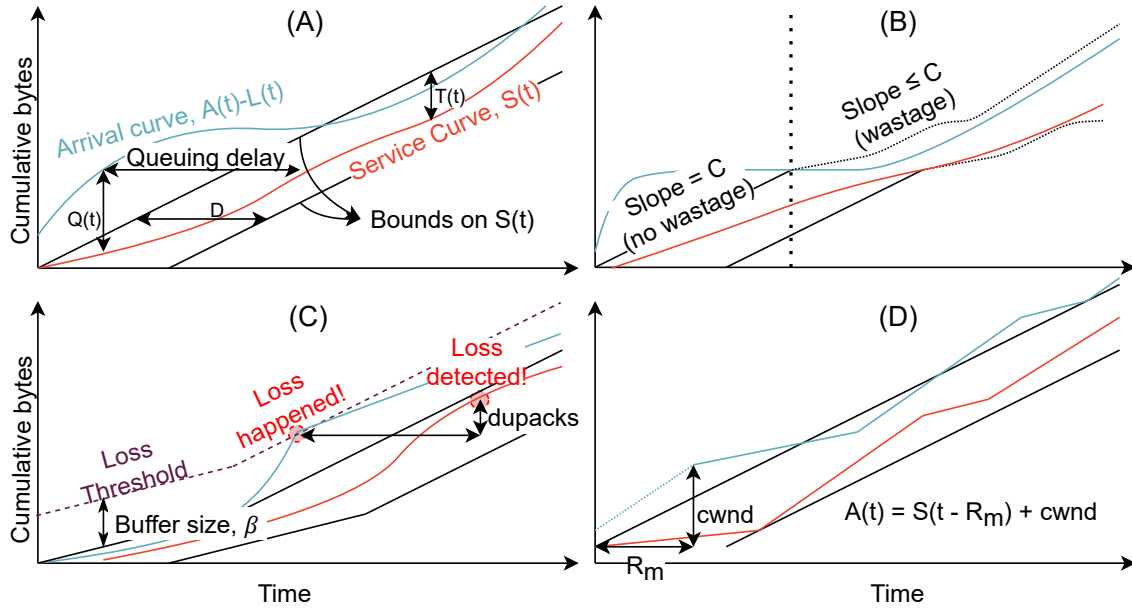 (A)
Cumulative bytes
Arrival curve, A(t)-L(t)
Queuing delay
Q(t)
D
T(t)
Service Curve, S(t)
Bounds on S(t)
(B)
Slope = C
(no wastage)
Slope ≤ C
(wastage)
(C)
Cumulative bytes
Loss
Threshold
Buffer size, β
Loss
happened!
Loss
detected!
dupacks
Time
(D)
cwnd
A(t) = S(t - Rm) + cwnd
Rm
Time